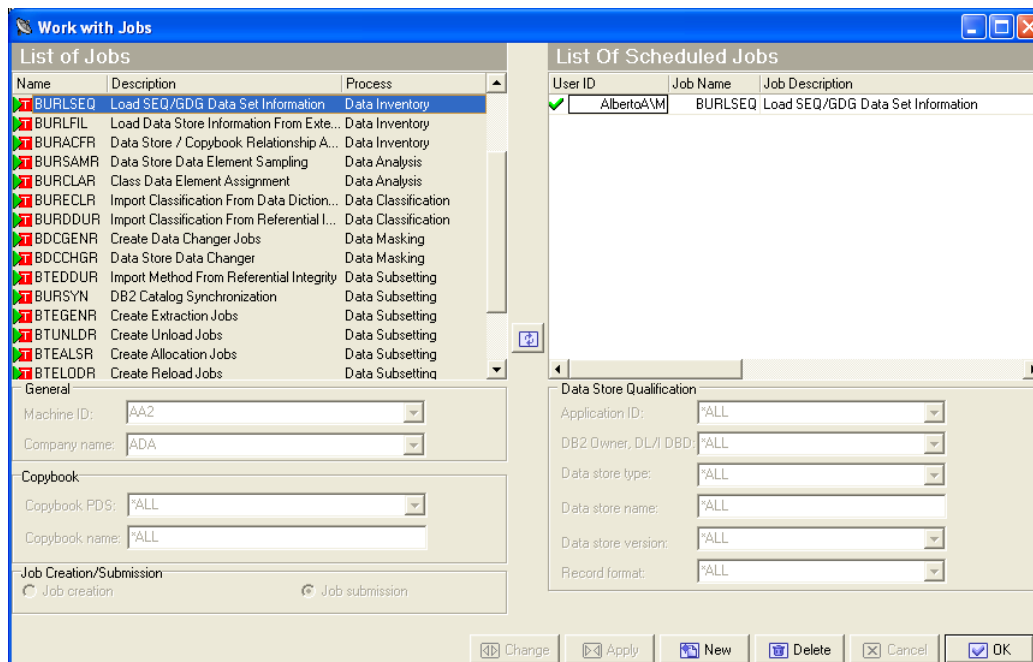 Work with Jobs
List of Jobs
Name Description Process
BURLSEQ Load SEQ/GDG Data Set Information Data Inventory
BURLFIL Load Data Store Information From Exte... Data Inventory
BURACFR Data Store / Copybook Relationship A... Data Inventory
BURSAMR Data Store Data Element Sampling Data Analysis
BURCLAR Class Data Element Assignment Data Analysis
BURECLR Import Classification From Data Diction... Data Classification
BURDDUR Import Classification From Referential I... Data Classification
BDCGENR Create Data Changer Jobs Data Masking
BDCCHGR Data Store Data Changer Data Masking
BTEDDUR Import Method From Referential Integrity Data Subsetting
BURSYN DB2 Catalog Synchronization Data Subsetting
BTEGENR Create Extraction Jobs Data Subsetting
BTUNLDR Create Unload Jobs Data Subsetting
BTEALSR Create Allocation Jobs Data Subsetting
BTELODR Create Reload Jobs Data Subsetting
List Of Scheduled Jobs
User ID Job Name Job Description
AlbertoA\M BURLSEQ Load SEQ/GDG Data Set Information
General
Machine ID: AA2
Company name: ADA
Copybook
Copybook PDS: *ALL
Copybook name: *ALL
Job Creation/Submission
Job creation Job submission
Data Store Qualification
Application ID: *ALL
DB2 Owner, DL/I DBD: *ALL
Data store type: *ALL
Data store name: *ALL
Data store version: *ALL
Record format: *ALL
Change Apply New Delete Cancel OK